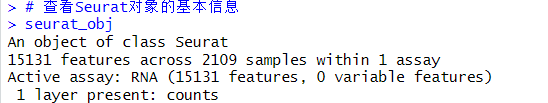 > # 查看Seurat对象的基本信息
> seurat_obj
An object of class Seurat
15131 features across 2109 samples within 1 assay
Active assay: RNA (15131 features, 0 variable features)
 1 layer present: counts